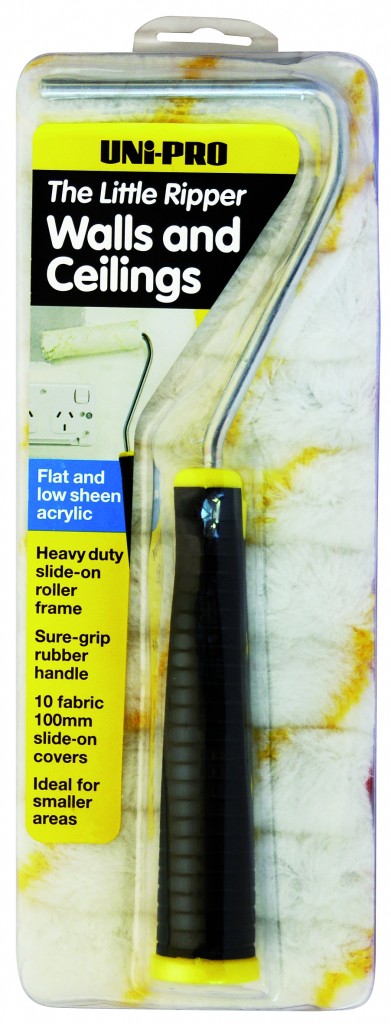 UNi-PRO
The Little Ripper
Walls and
Ceilings
Flat and
low sheen
acrylic
Heavy duty
slide-on
roller
frame
Sure-grip
rubber
handle
10 fabric
100mm
slide-on
covers
Ideal for
smaller
areas